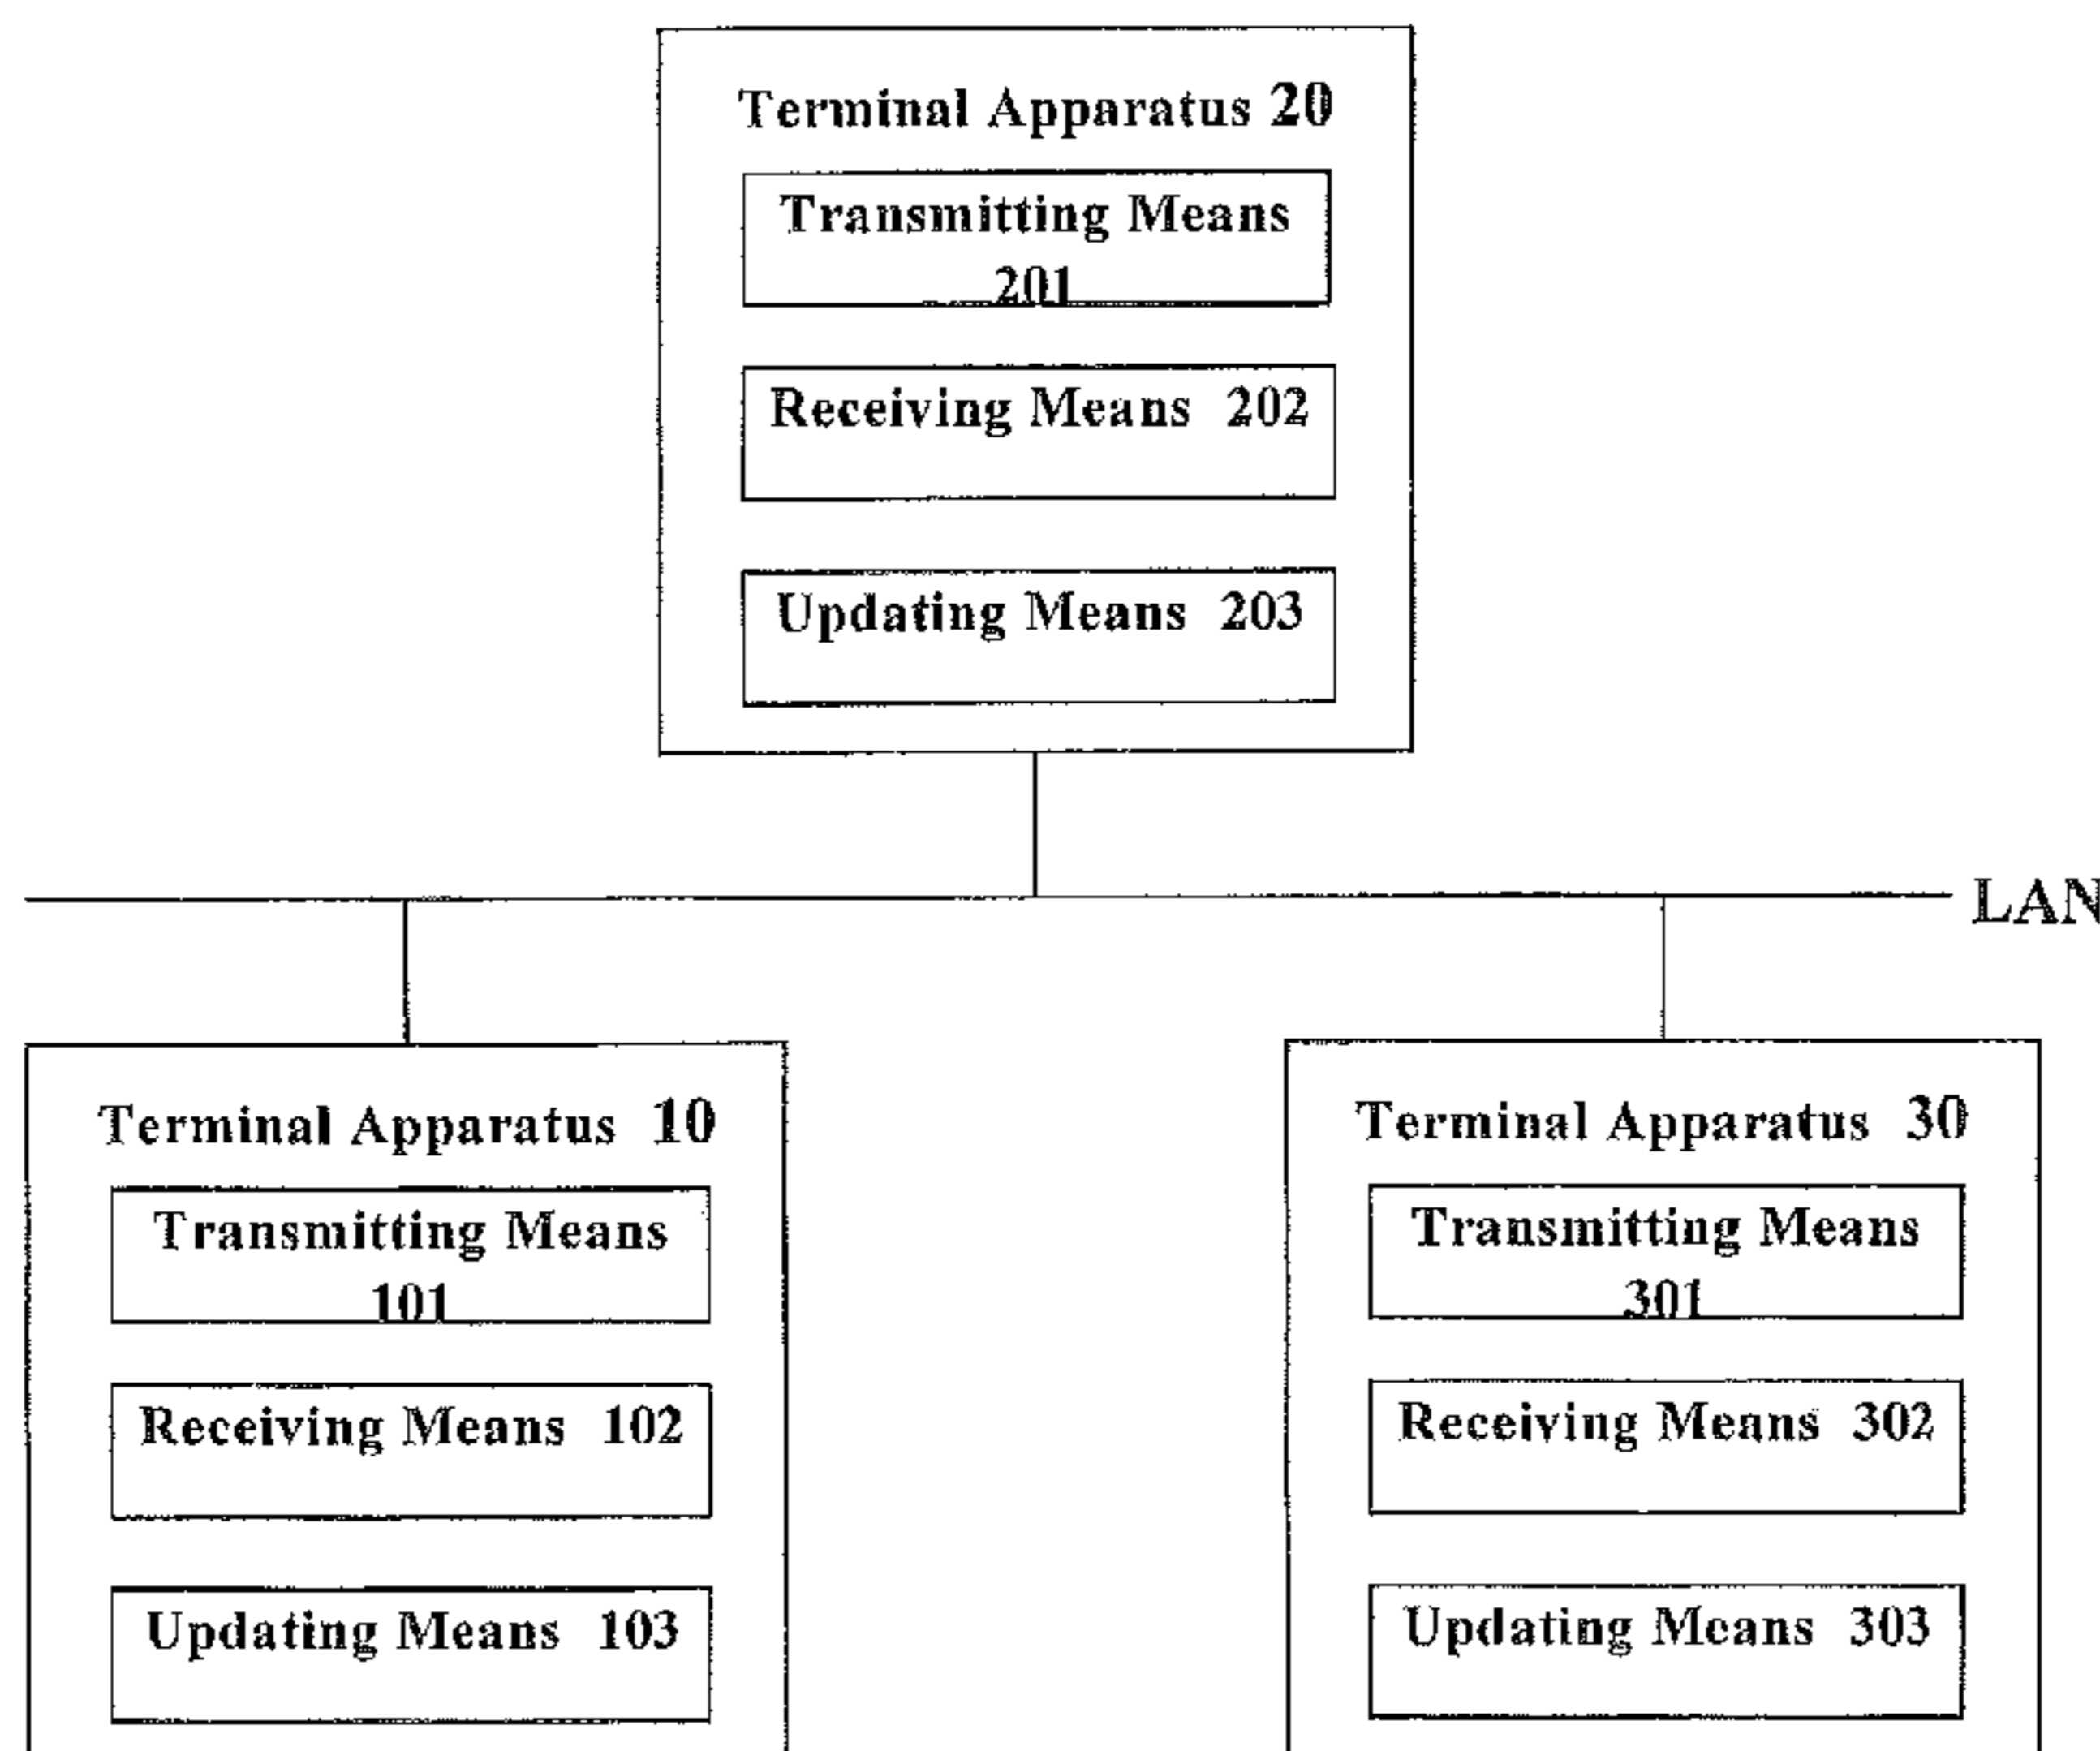 Terminal Apparatus 20
Transmitting Means
201
Receiving Means 202
Updating Means 203
LAN
Terminal Apparatus 10
Transmitting Means
101
Receiving Means 102
Updating Means 103
Terminal Apparatus 30
Transmitting Means
301
Receiving Means 302
Updating Means 303